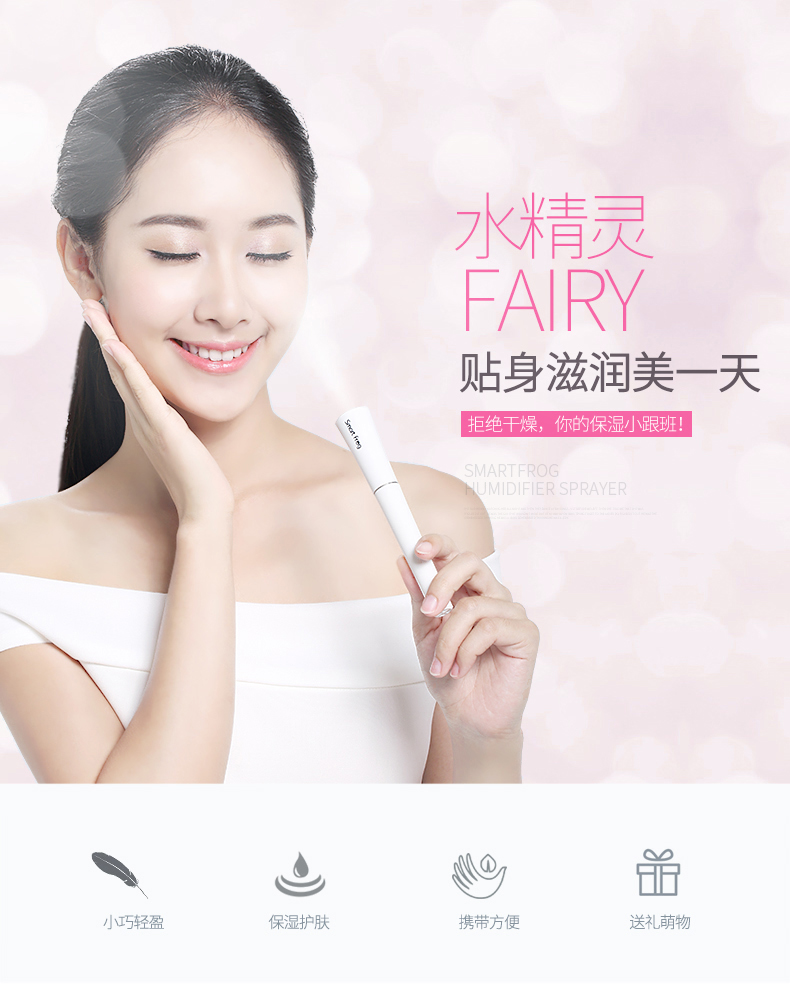 水精灵
FAIRY
贴身滋润美一天
拒绝干燥，你的保湿小跟班！
SMARTFROG
HUMIDIFIER SPRAYER
Smart frog
小巧轻盈
保湿护肤
携带方便
送礼萌物